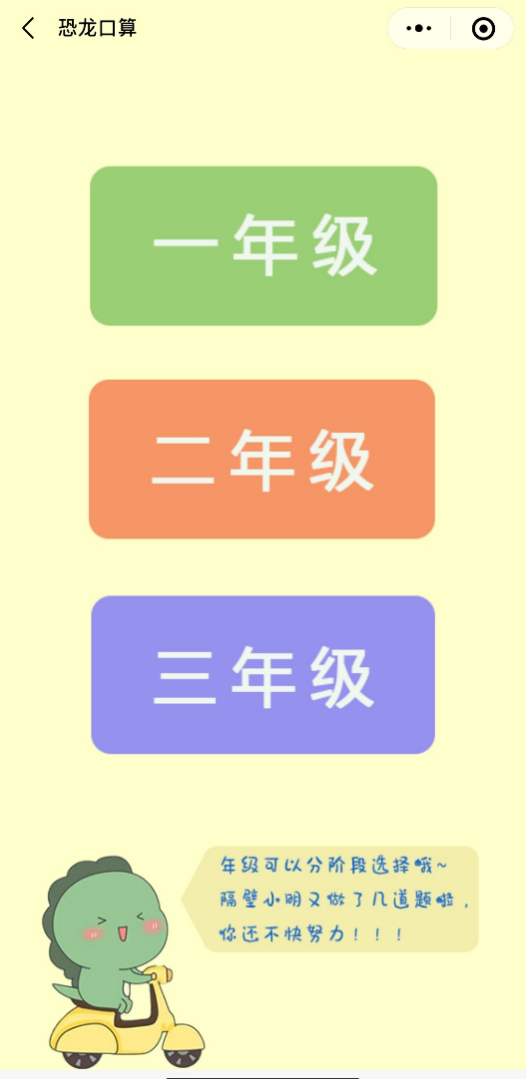 恐龙口算
一年级
二年级
三年级
年级可以分阶段选择哦~
隔壁小明又做了几道题啦，
你还不快努力！！！